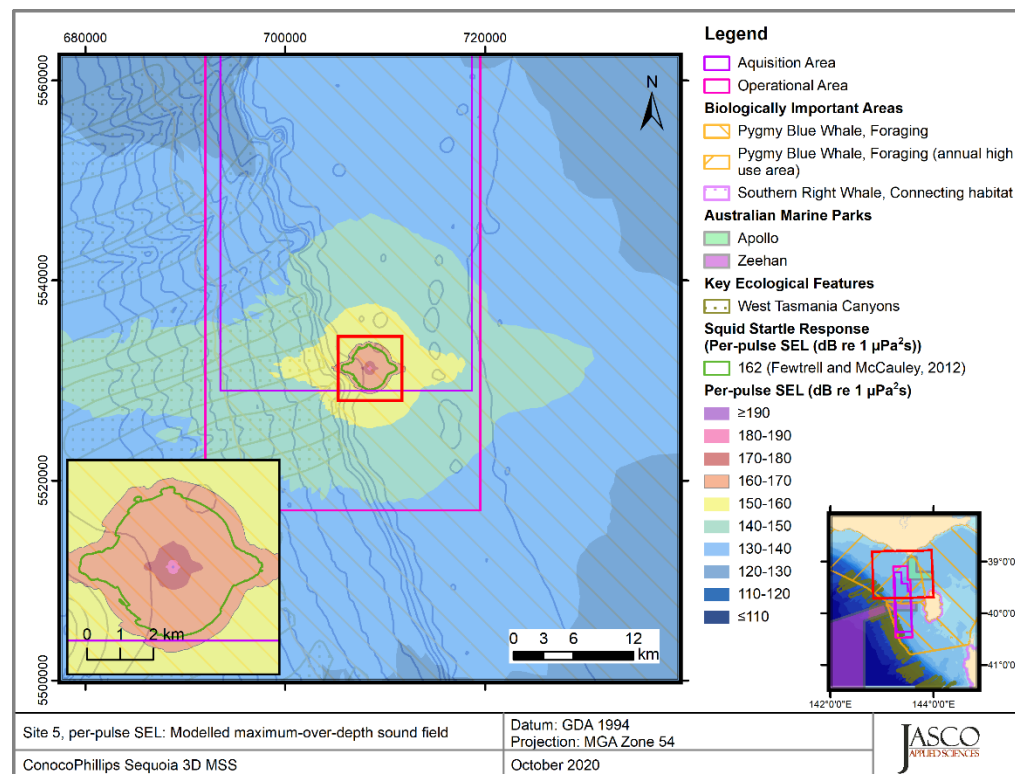 680000
700000
720000
5560000
5540000
5520000
5500000
N
0 1 2 km
0 3 6 12
km
Legend
Aquisition Area
Operational Area
Biologically Important Areas
Pygmy Blue Whale, Foraging
Pygmy Blue Whale, Foraging (annual high
use area)
Southern Right Whale, Connecting habitat
Australian Marine Parks
Apollo
Zeehan
Key Ecological Features
West Tasmania Canyons
Squid Startle Response
(Per-pulse SEL (dB re 1 µPa²s))
162 (Fewtrell and McCauley, 2012)
Per-pulse SEL (dB re 1 µPa²s)
≥190
180-190
170-180
160-170
150-160
140-150
130-140
120-130
110-120
≤110
39°0'0
40°0'0
41°0'0
142°0'0"E
144°0'0"E
Site 5, per-pulse SEL: Modelled maximum-over-depth sound field
Datum: GDA 1994
Projection: MGA Zone 54
ConocoPhillips Sequoia 3D MSS
October 2020
JASCO
APPLIED SCIENCES